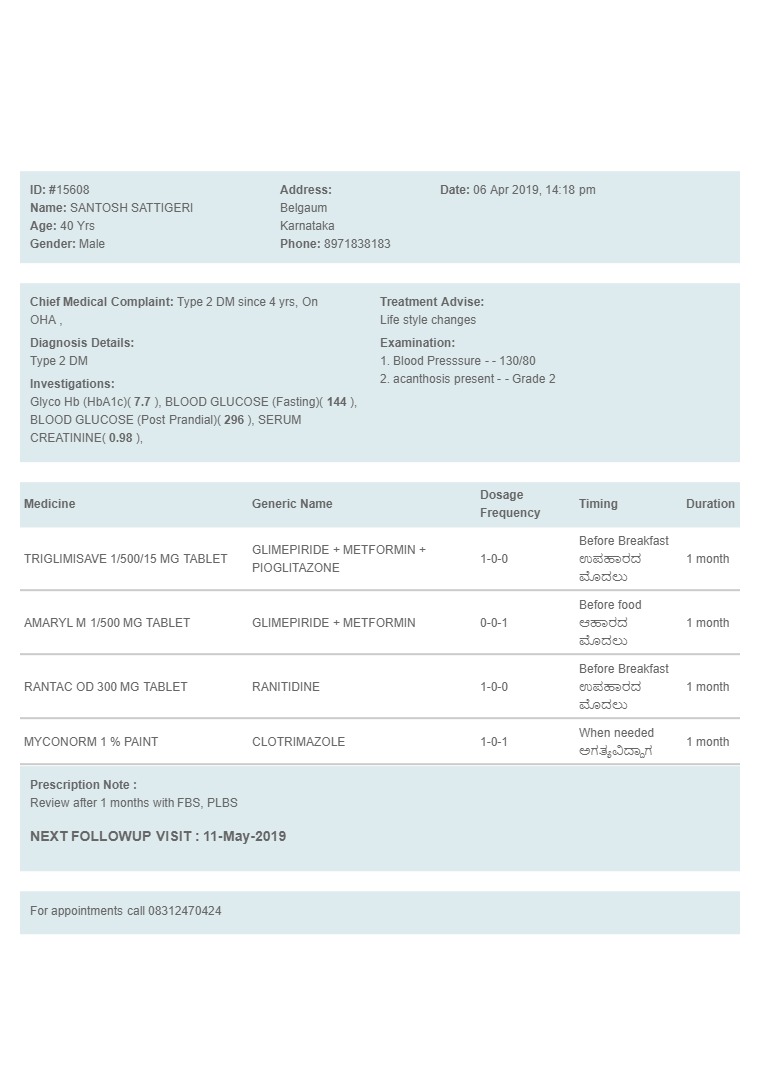 ID: #15608
Name: SANTOSH SATTIGERI
Age: 40 Yrs
Gender: Male
Address:
Belgaum
Karnataka
Phone: 8971838183
Date: 06 Apr 2019, 14:18 pm
Chief Medical Complaint: Type 2 DM since 4 yrs, On
OHA ,
Diagnosis Details:
Type 2 DM
Investigations:
Glyco Hb (HbA1c)( 7.7 ), BLOOD GLUCOSE (Fasting)( 144 ),
BLOOD GLUCOSE (Post Prandial)( 296 ), SERUM
CREATININE( 0.98 ),
Treatment Advise:
Life style changes
Examination:
1. Blood Presssure - - 130/80
2. acanthosis present - - Grade 2
Medicine Generic Name Dosage Frequency Timing Duration
TRIGLIMISAVE 1/500/15 MG TABLET GLIMEPIRIDE + METFORMIN + PIOGLITAZONE 1-0-0 Before Breakfast ಉಪಹಾರದ ಮೊದಲು 1 month
AMARYL M 1/500 MG TABLET GLIMEPIRIDE + METFORMIN 0-0-1 Before food ಆಹಾರದ ಮೊದಲು 1 month
RANTAC OD 300 MG TABLET RANITIDINE 1-0-0 Before Breakfast ಉಪಹಾರದ ಮೊದಲು 1 month
MYCONORM 1 % PAINT CLOTRIMAZOLE 1-0-1 When needed ಅಗತ್ಯವಿದ್ದಾಗ 1 month
Prescription Note :
Review after 1 months with FBS, PLBS
NEXT FOLLOWUP VISIT : 11-May-2019
For appointments call 08312470424